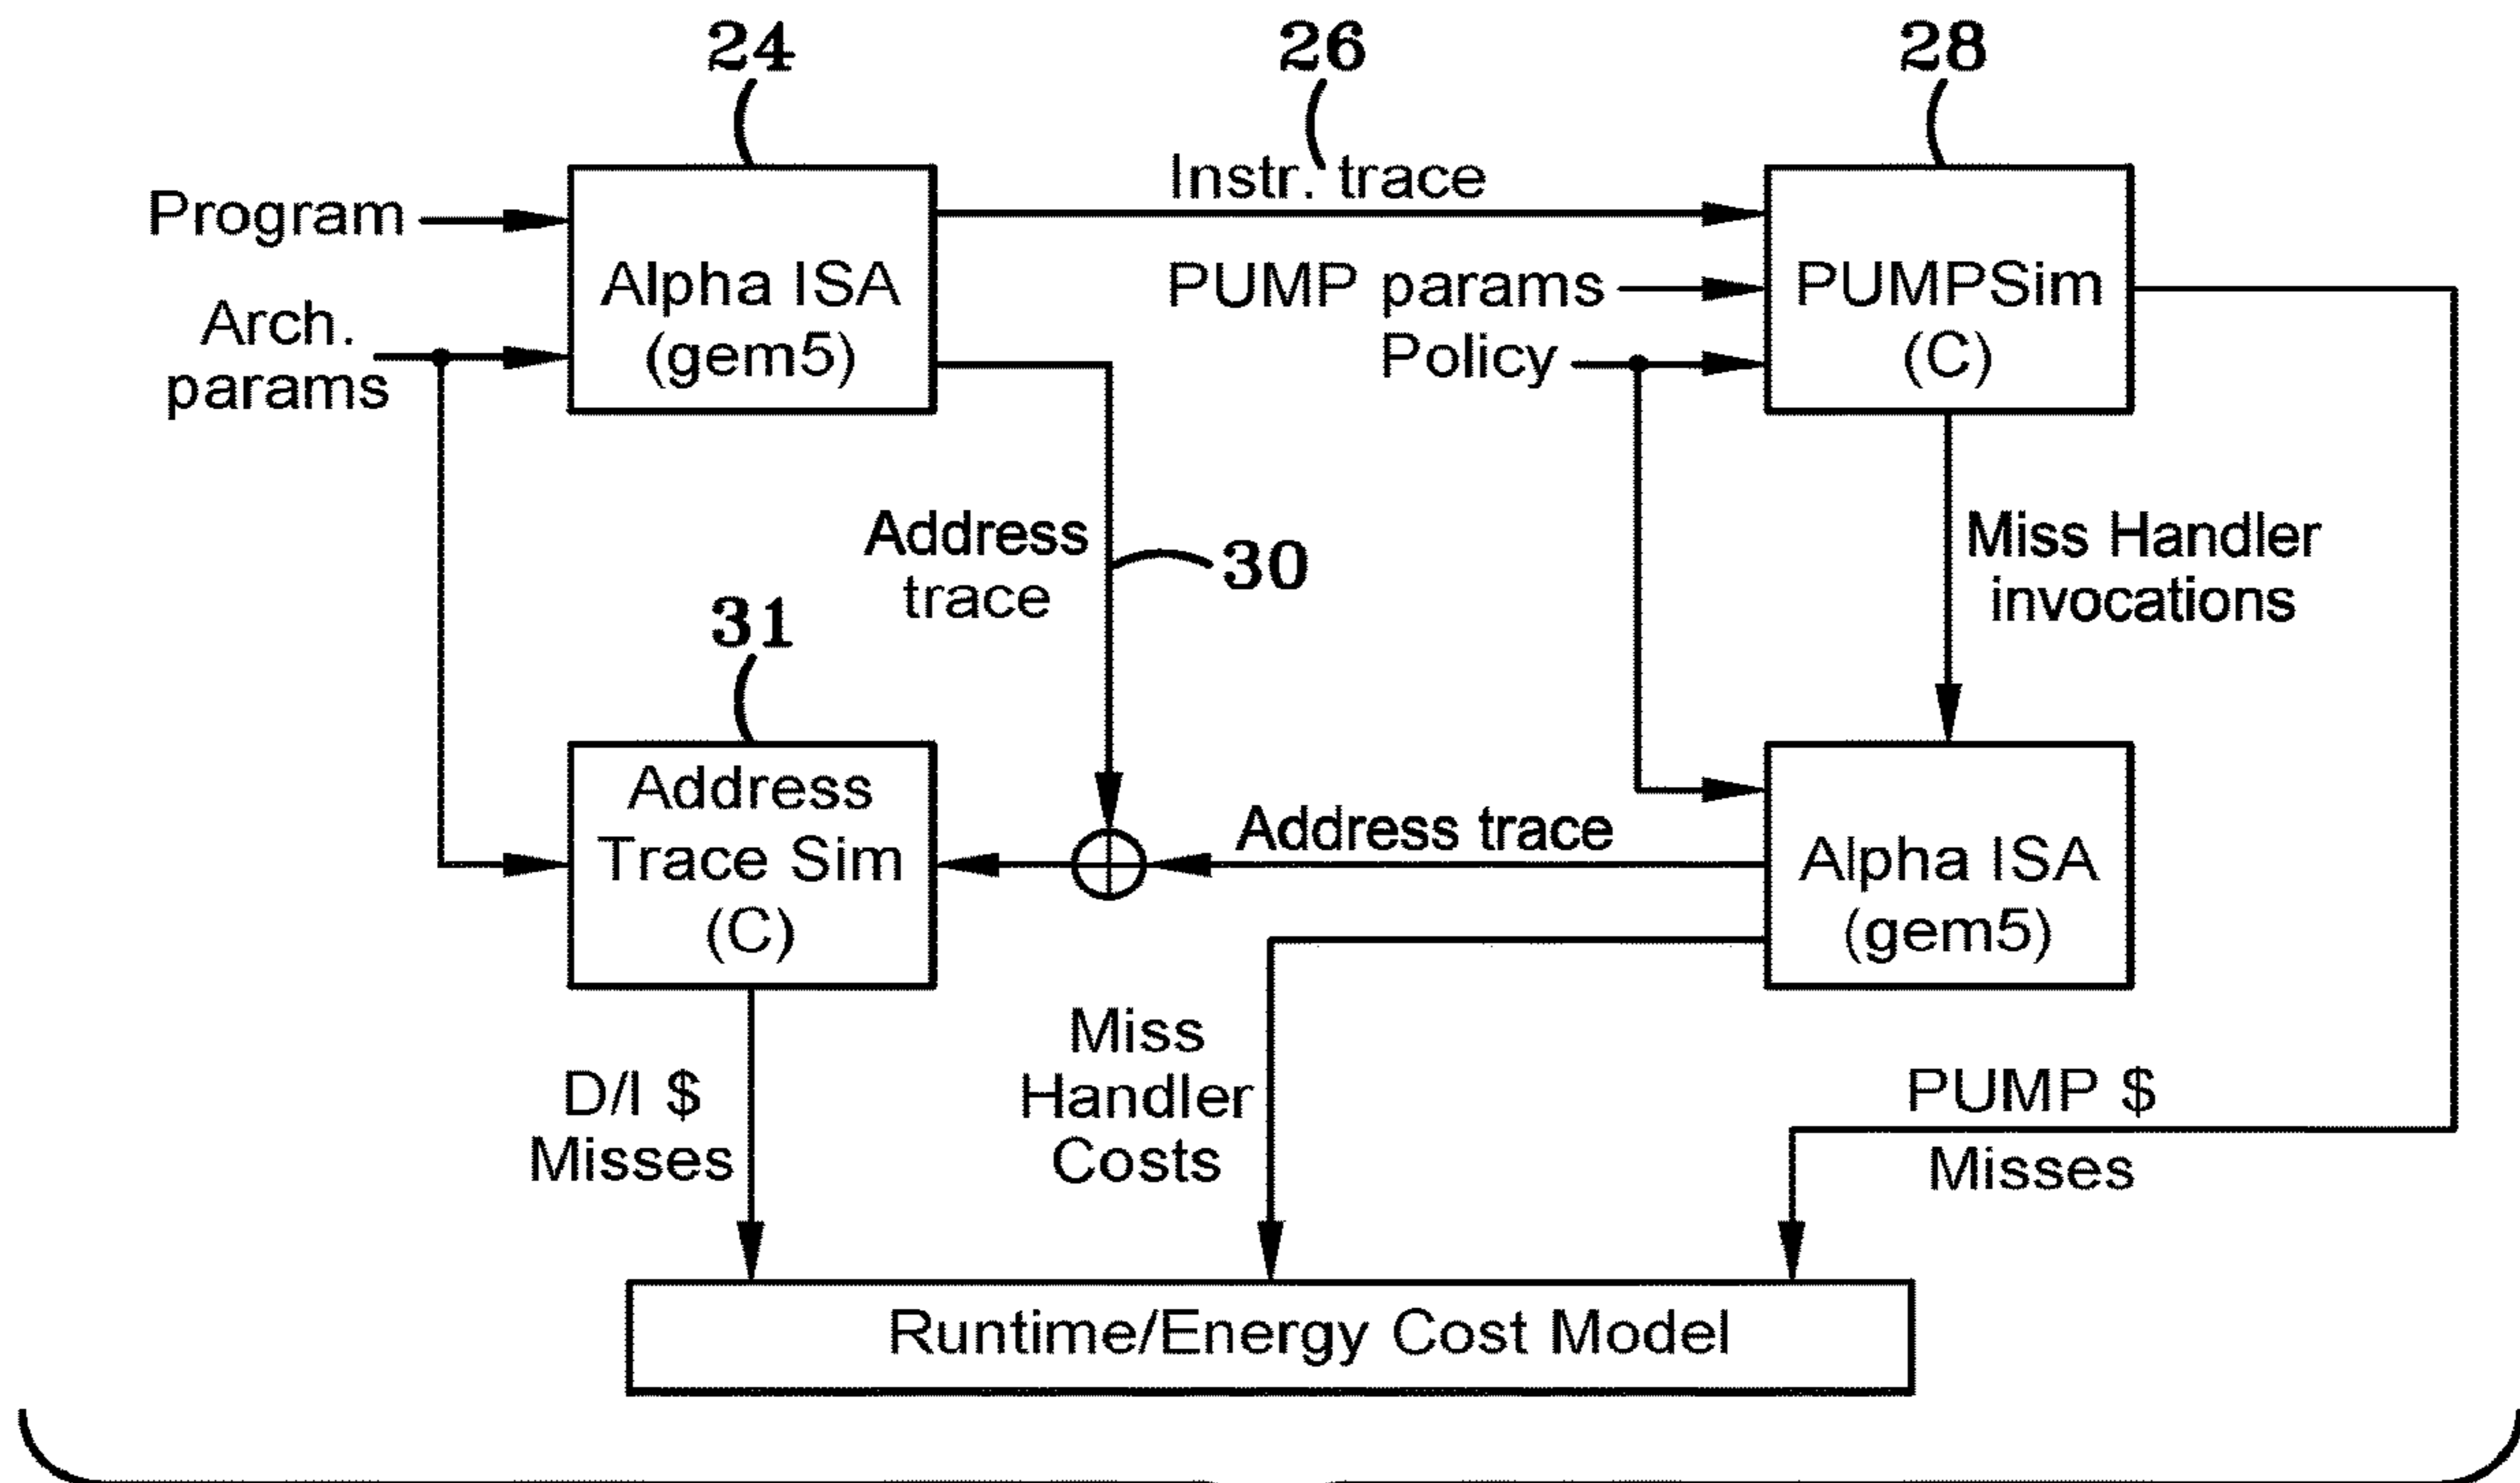 24
26
28
Program
Arch.
params
Alpha ISA
(gem5)
Instr. trace
PUMP params
Policy
PUMPSim
(C)
Address
trace
30
Miss Handler
invocations
31
Address
Trace Sim
(C)
Address trace
Alpha ISA
(gem5)
D/I $
Misses
Miss
Handler
Costs
PUMP $
Misses
Runtime/Energy Cost Model